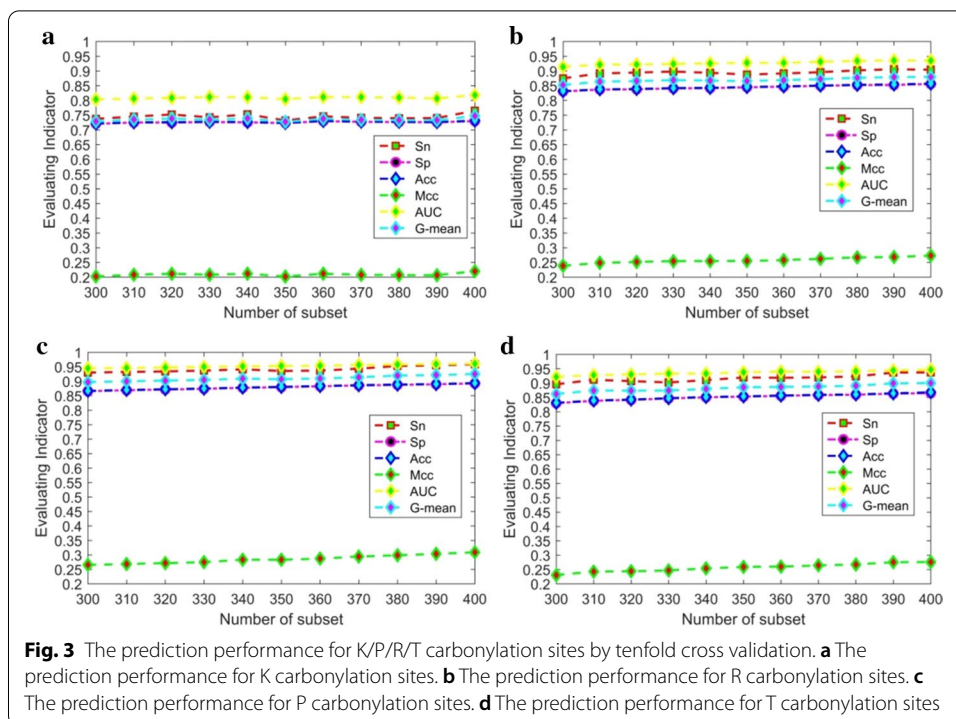 a
1
0.95
0.9
0.85
0.8
0.75
0.7
0.65
0.6
0.55
0.5
0.45
0.4
0.35
0.3
0.25
0.2
Evaluating Indicator
Sn
Sp
Acc
Mcc
AUC
G-mean
300 310 320 330 340 350 360 370 380 390 400
Number of subset
b
1
0.95
0.9
0.85
0.8
0.75
0.7
0.65
0.6
0.55
0.5
0.45
0.4
0.35
0.3
0.25
0.2
Evaluating Indicator
Sn
Sp
Acc
Mcc
AUC
G-mean
300 310 320 330 340 350 360 370 380 390 400
Number of subset
c
1
0.95
0.9
0.85
0.8
0.75
0.7
0.65
0.6
0.55
0.5
0.45
0.4
0.35
0.3
0.25
0.2
Evaluating Indicator
Sn
Sp
Acc
Mcc
AUC
G-mean
300 310 320 330 340 350 360 370 380 390 400
Number of subset
d
1
0.95
0.9
0.85
0.8
0.75
0.7
0.65
0.6
0.55
0.5
0.45
0.4
0.35
0.3
0.25
0.2
Evaluating Indicator
Sn
Sp
Acc
Mcc
AUC
G-mean
300 310 320 330 340 350 360 370 380 390 400
Number of subset
Fig. 3 The prediction performance for K/P/R/T carbonylation sites by tenfold cross validation. a The
prediction performance for K carbonylation sites. b The prediction performance for R carbonylation sites. c
The prediction performance for P carbonylation sites. d The prediction performance for T carbonylation sites